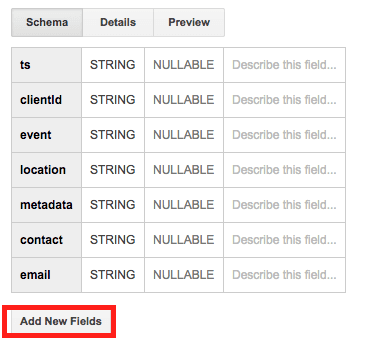 Schema Details Preview
ts STRING NULLABLE Describe this field...
clientId STRING NULLABLE Describe this field...
event STRING NULLABLE Describe this field...
location STRING NULLABLE Describe this field...
metadata STRING NULLABLE Describe this field...
contact STRING NULLABLE Describe this field...
email STRING NULLABLE Describe this field...
Add New Fields